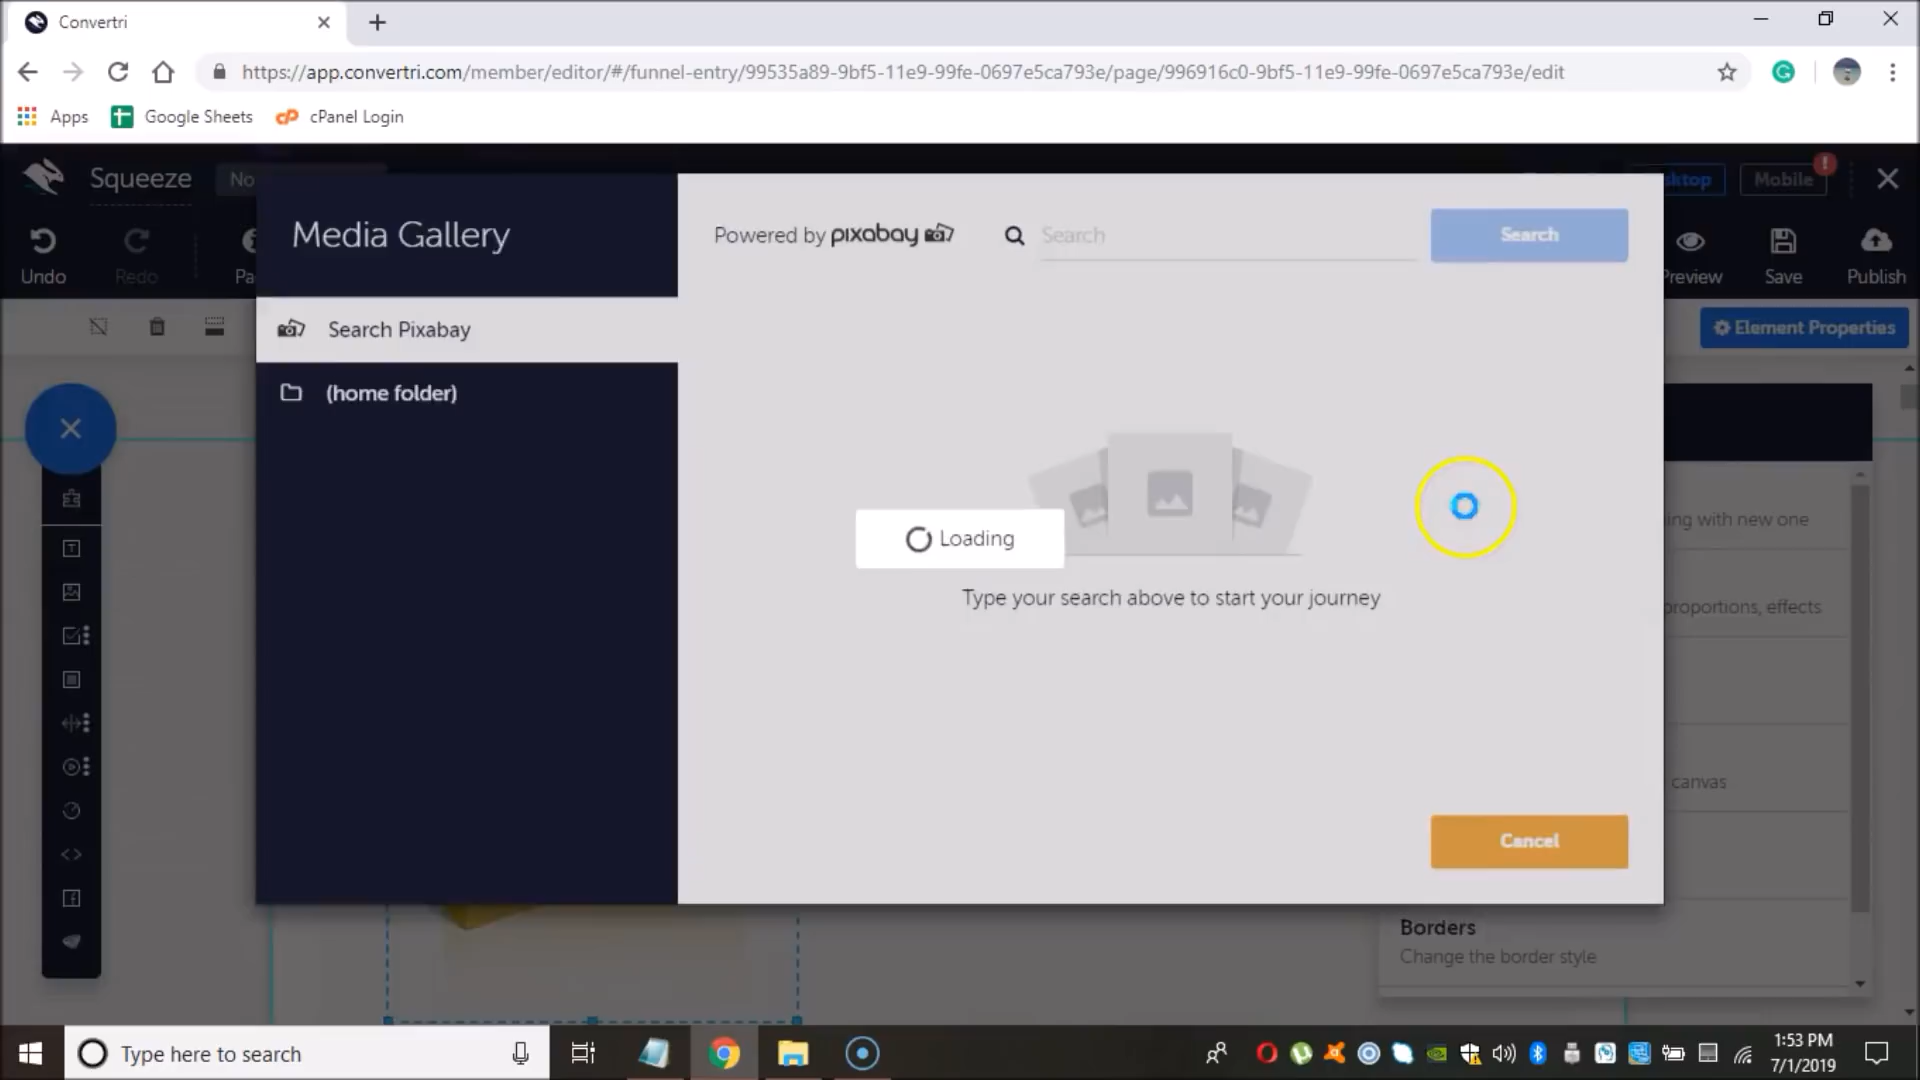 Convertri
https://app.convertri.com/member/editor/#/funnel-entry/99535a89-9bf5-11e9-99fe-0697e5ca793e/page/996916c0-9bf5-11e9-99fe-0697e5ca793e/edit
Apps Google Sheets cPanel Login
Squeeze No sktop Mobile !
Media Gallery
Powered by pixabay Search Search
Undo Redo Pa Preview Save Publish
Search Pixabay
Element Properties
(home folder)
ing with new one
Loading
Type your search above to start your journey
proportions, effects
canvas
Cancel
Borders
Change the border style
Type here to search
1:53 PM
7/1/2019